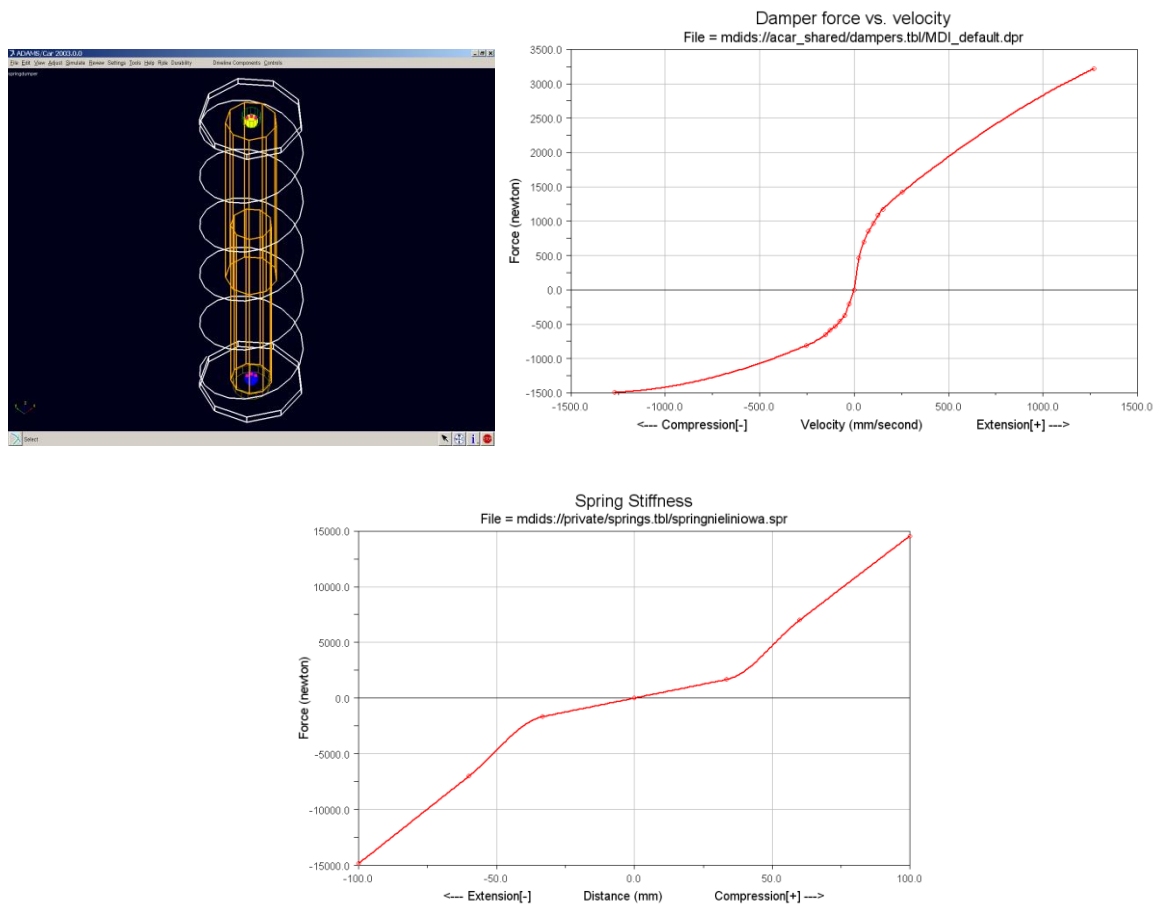 ADAMS/Car 2003.0.0
File Edit View Adjust Simulate Review Settings Tools Help Ride Durability Timeline Components Controls
springdumper
Select
Damper force vs. velocity
File = mdids://acar_shared/dampers.tbl/MDI_default.dpr
Force (newton)
3500.0
3000.0
2500.0
2000.0
1500.0
1000.0
500.0
0.0
-500.0
-1000.0
-1500.0
-1500.0 -1000.0 -500.0 0.0 500.0 1000.0 1500.0
<--- Compression[-] Velocity (mm/second) Extension[+] --->
Spring Stiffness
File = mdids://private/springs.tbl/springnieliniowa.spr
Force (newton)
15000.0
10000.0
5000.0
0.0
-5000.0
-10000.0
-15000.0
-100.0 -50.0 0.0 50.0 100.0
<--- Extension[-] Distance (mm) Compression[+] --->